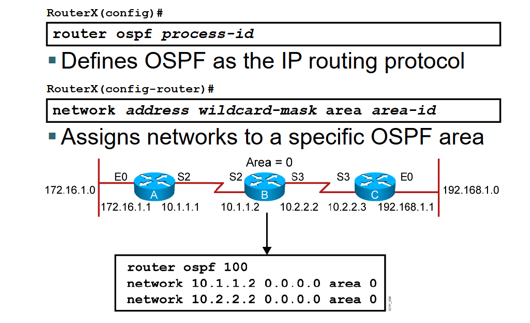 RouterX(config)#
router ospf process-id
Defines OSPF as the IP routing protocol
RouterX(config-router)#
network address wildcard-mask area area-id
Assigns networks to a specific OSPF area
Area = 0
E0 S2 S2 S3 S3 E0
172.16.1.0 A B C 192.168.1.0
172.16.1.1 10.1.1.1 10.1.1.2 10.2.2.2 10.2.2.3 192.168.1.1
router ospf 100
network 10.1.1.2 0.0.0.0 area 0
network 10.2.2.2 0.0.0.0 area 0